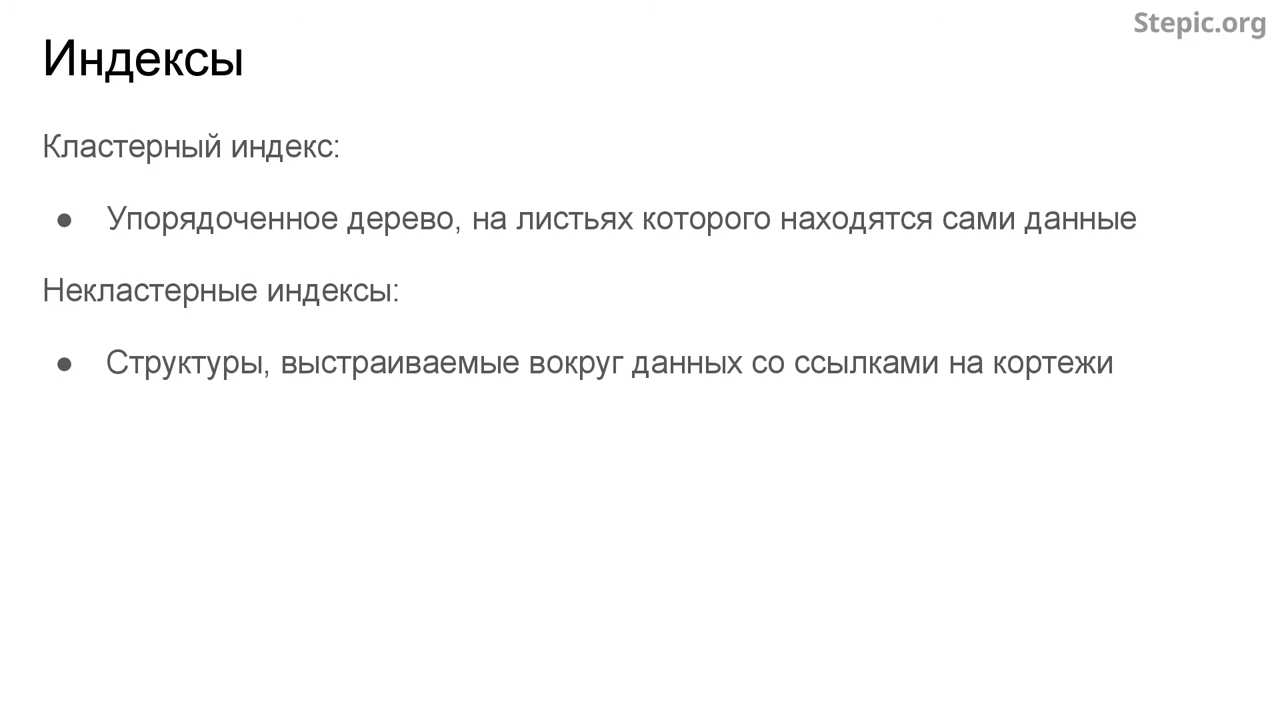 Stepic.org
Индексы
Кластерный индекс:
● Упорядоченное дерево, на листьях которого находятся сами данные
Некластерные индексы:
● Структуры, выстраиваемые вокруг данных со ссылками на кортежи